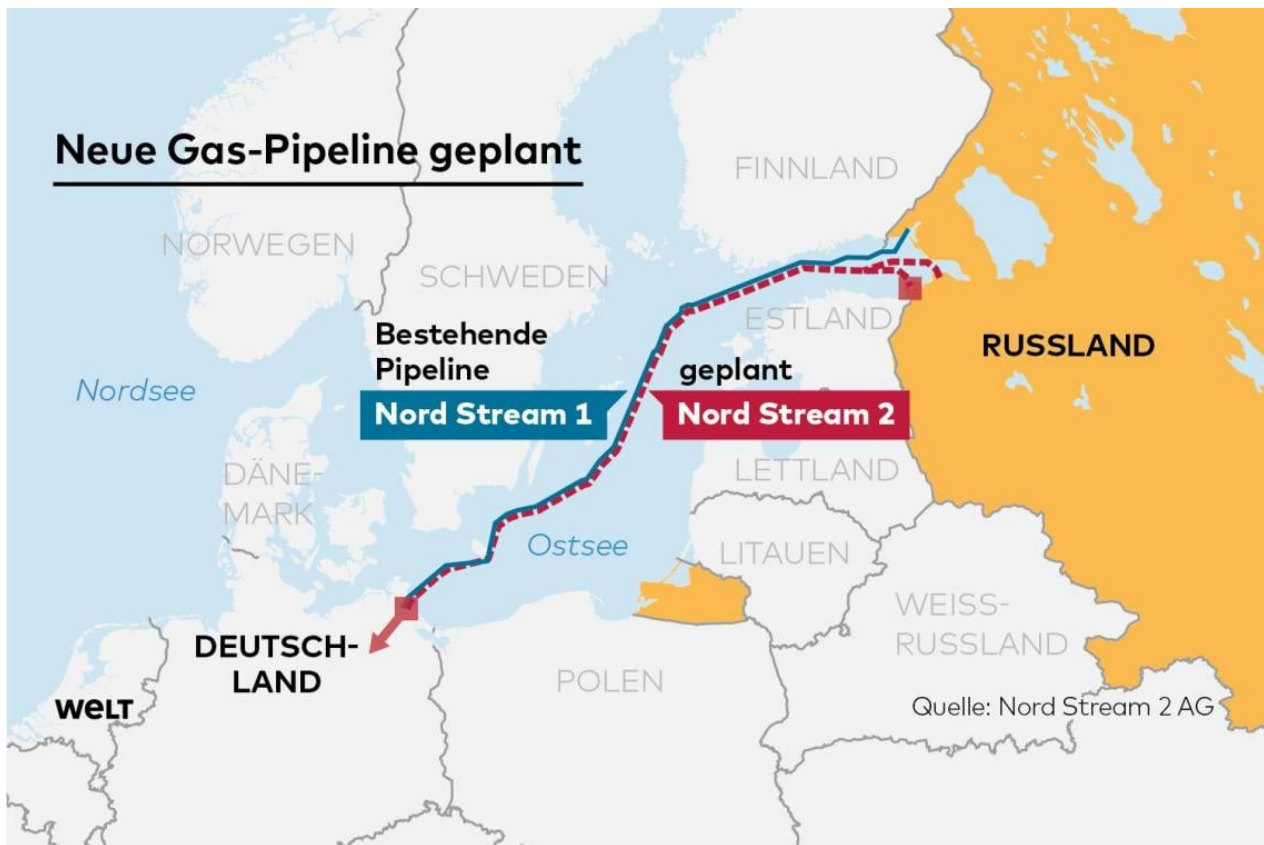 Neue Gas-Pipeline geplant
FINNLAND
NORWEGEN
SCHWEDEN
ESTLAND
Bestehende
Pipeline
Nord Stream 1
geplant
Nord Stream 2
RUSSLAND
Nordsee
DÄNE-
MARK
LETTLAND
Ostsee
LITAUEN
WEISS-
RUSSLAND
DEUTSCH-
LAND
POLEN
WELT
Quelle: Nord Stream 2 AG